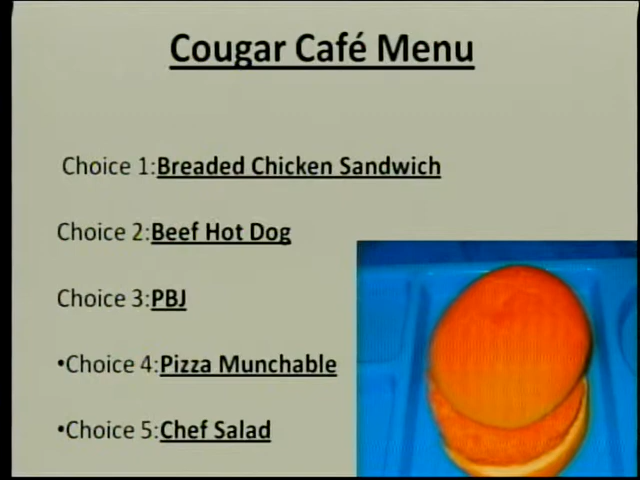 Cougar Café Menu
Choice 1:Breaded Chicken Sandwich
Choice 2:Beef Hot Dog
Choice 3:PBJ
•Choice 4:Pizza Munchable
•Choice 5:Chef Salad